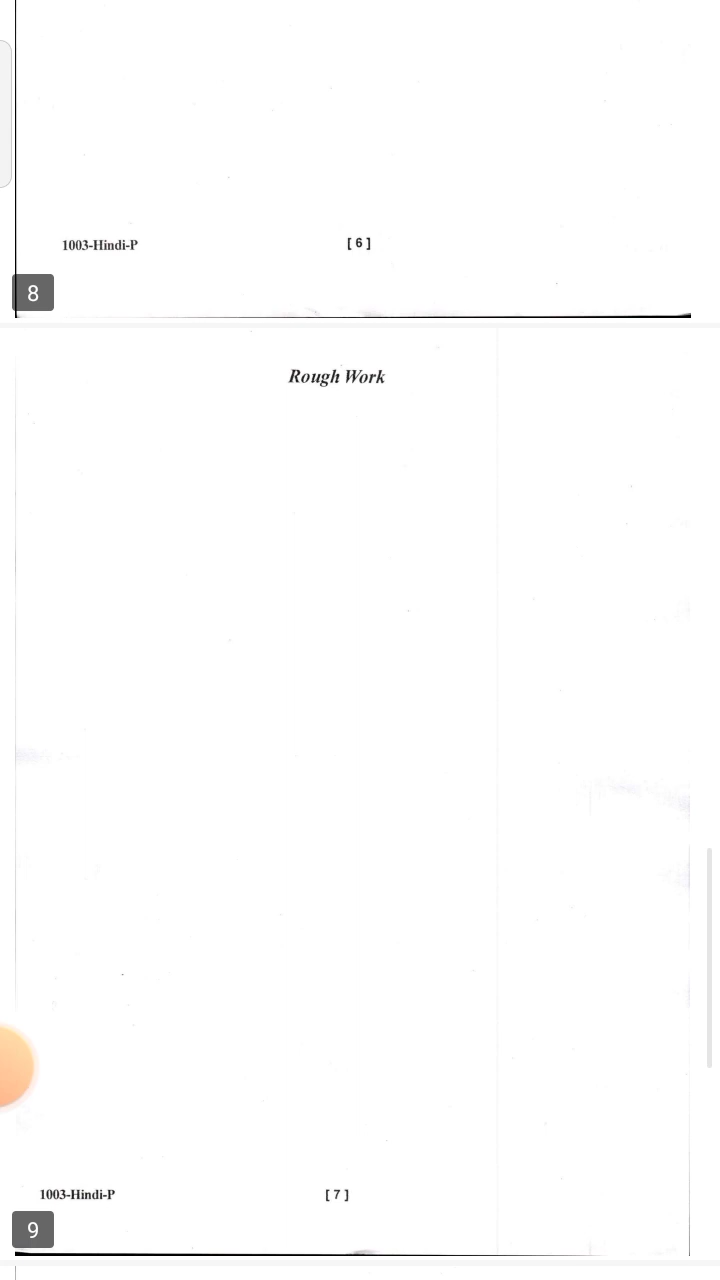 1003-Hindi-P [ 6 ]
8
Rough Work
1003-Hindi-P [ 7 ]
9